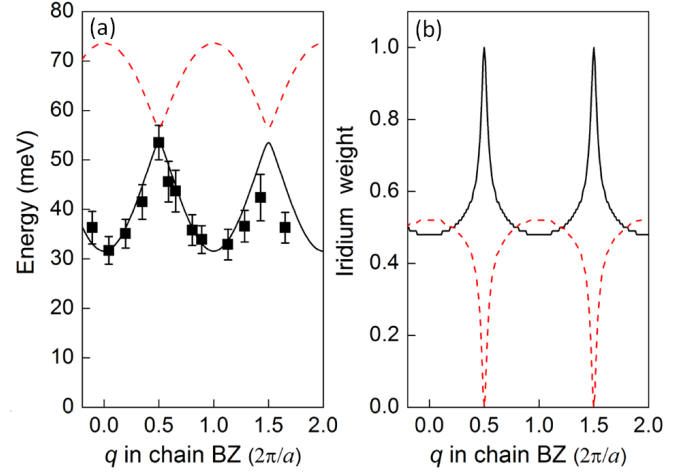 (a)
80
70
60
50
40
30
20
10
0
Energy (meV)
0.0 0.5 1.0 1.5 2.0
q in chain BZ (2π/a)
(b)
1.0
0.8
0.6
0.4
0.2
0.0
Iridium weight
0.0 0.5 1.0 1.5 2.0
q in chain BZ (2π/a)